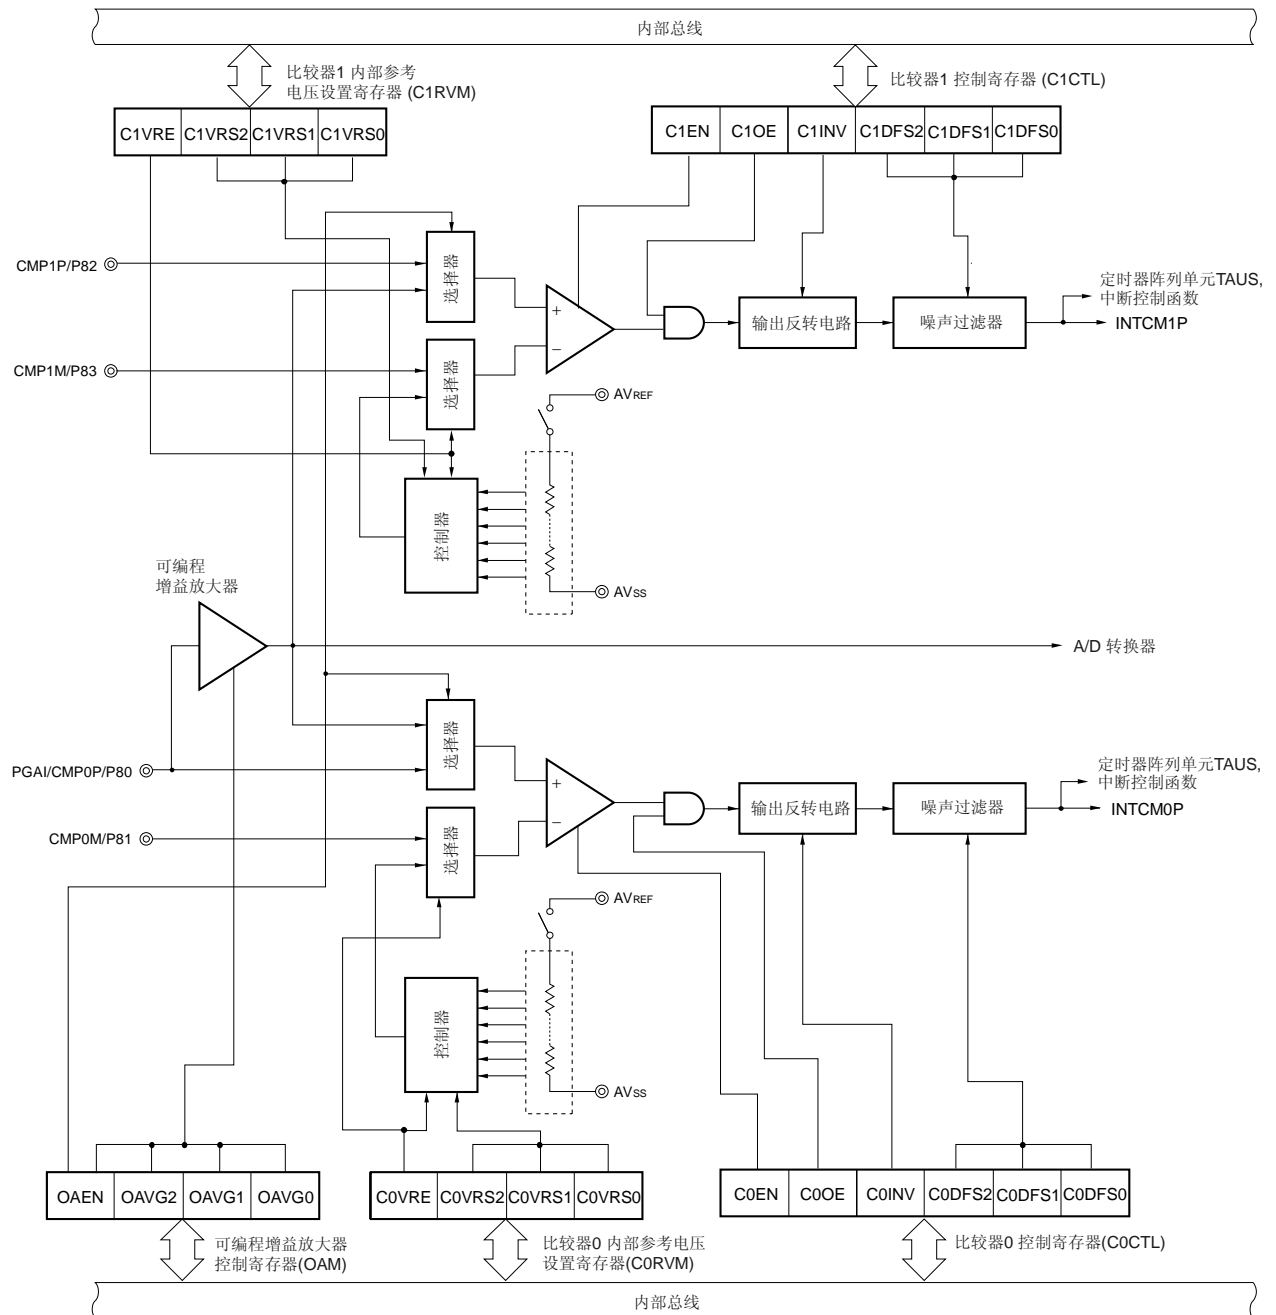 内部总线
比较器1 内部参考
电压设置寄存器 (C1RVM)
比较器1 控制寄存器 (C1CTL)
C1VRE C1VRS2 C1VRS1 C1VRS0
C1EN C1OE C1INV C1DFS2 C1DFS1 C1DFS0
CMP1P/P82
选择器
+
−
定时器阵列单元TAUS,
中断控制函数
INTCM1P
输出反转电路
噪声过滤器
CMP1M/P83
选择器
AVREF
控制器
AVSS
可编程
增益放大器
A/D 转换器
选择器
PGAI/CMP0P/P80
+
−
定时器阵列单元TAUS,
中断控制函数
INTCM0P
输出反转电路
噪声过滤器
CMP0M/P81
选择器
AVREF
控制器
AVSS
OAEN OAVG2 OAVG1 OAVG0
C0VRE C0VRS2 C0VRS1 C0VRS0
C0EN C0OE C0INV C0DFS2 C0DFS1 C0DFS0
可编程增益放大器
控制寄存器(OAM)
比较器0 内部参考电压
设置寄存器(C0RVM)
比较器0 控制寄存器(C0CTL)
内部总线